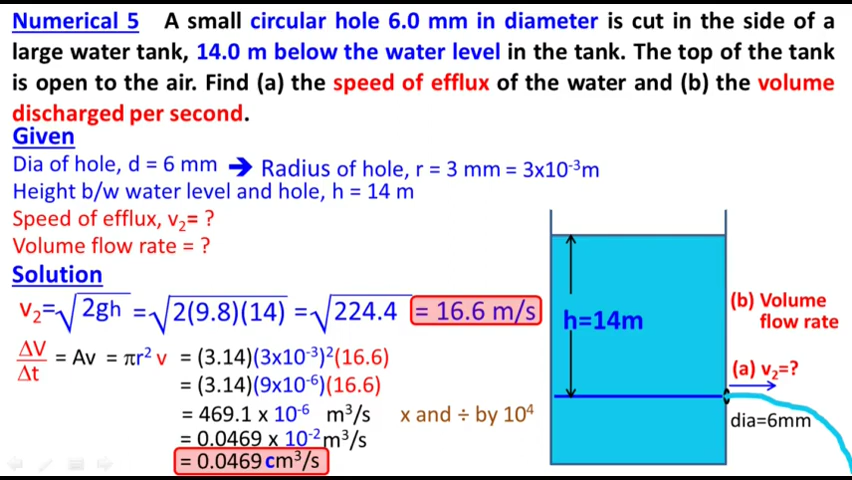 Numerical 5 A small circular hole 6.0 mm in diameter is cut in the side of a
large water tank, 14.0 m below the water level in the tank. The top of the tank
is open to the air. Find (a) the speed of efflux of the water and (b) the volume
discharged per second.
Given
Dia of hole, d = 6 mm ➔ Radius of hole, r = 3 mm = 3x10⁻³m
Height b/w water level and hole, h = 14 m
Speed of efflux, v₂= ?
Volume flow rate = ?
Solution
v₂=√2gh =√2(9.8)(14) =√224.4 = 16.6 m/s
ΔV/Δt = Av = πr² v = (3.14)(3x10⁻³)²(16.6)
= (3.14)(9x10⁻⁶)(16.6)
= 469.1 x 10⁻⁶ m³/s x and ÷ by 10⁴
= 0.0469 x 10⁻²m³/s
= 0.0469 cm³/s
h=14m
(b) Volume
flow rate
(a) v₂=?
dia=6mm